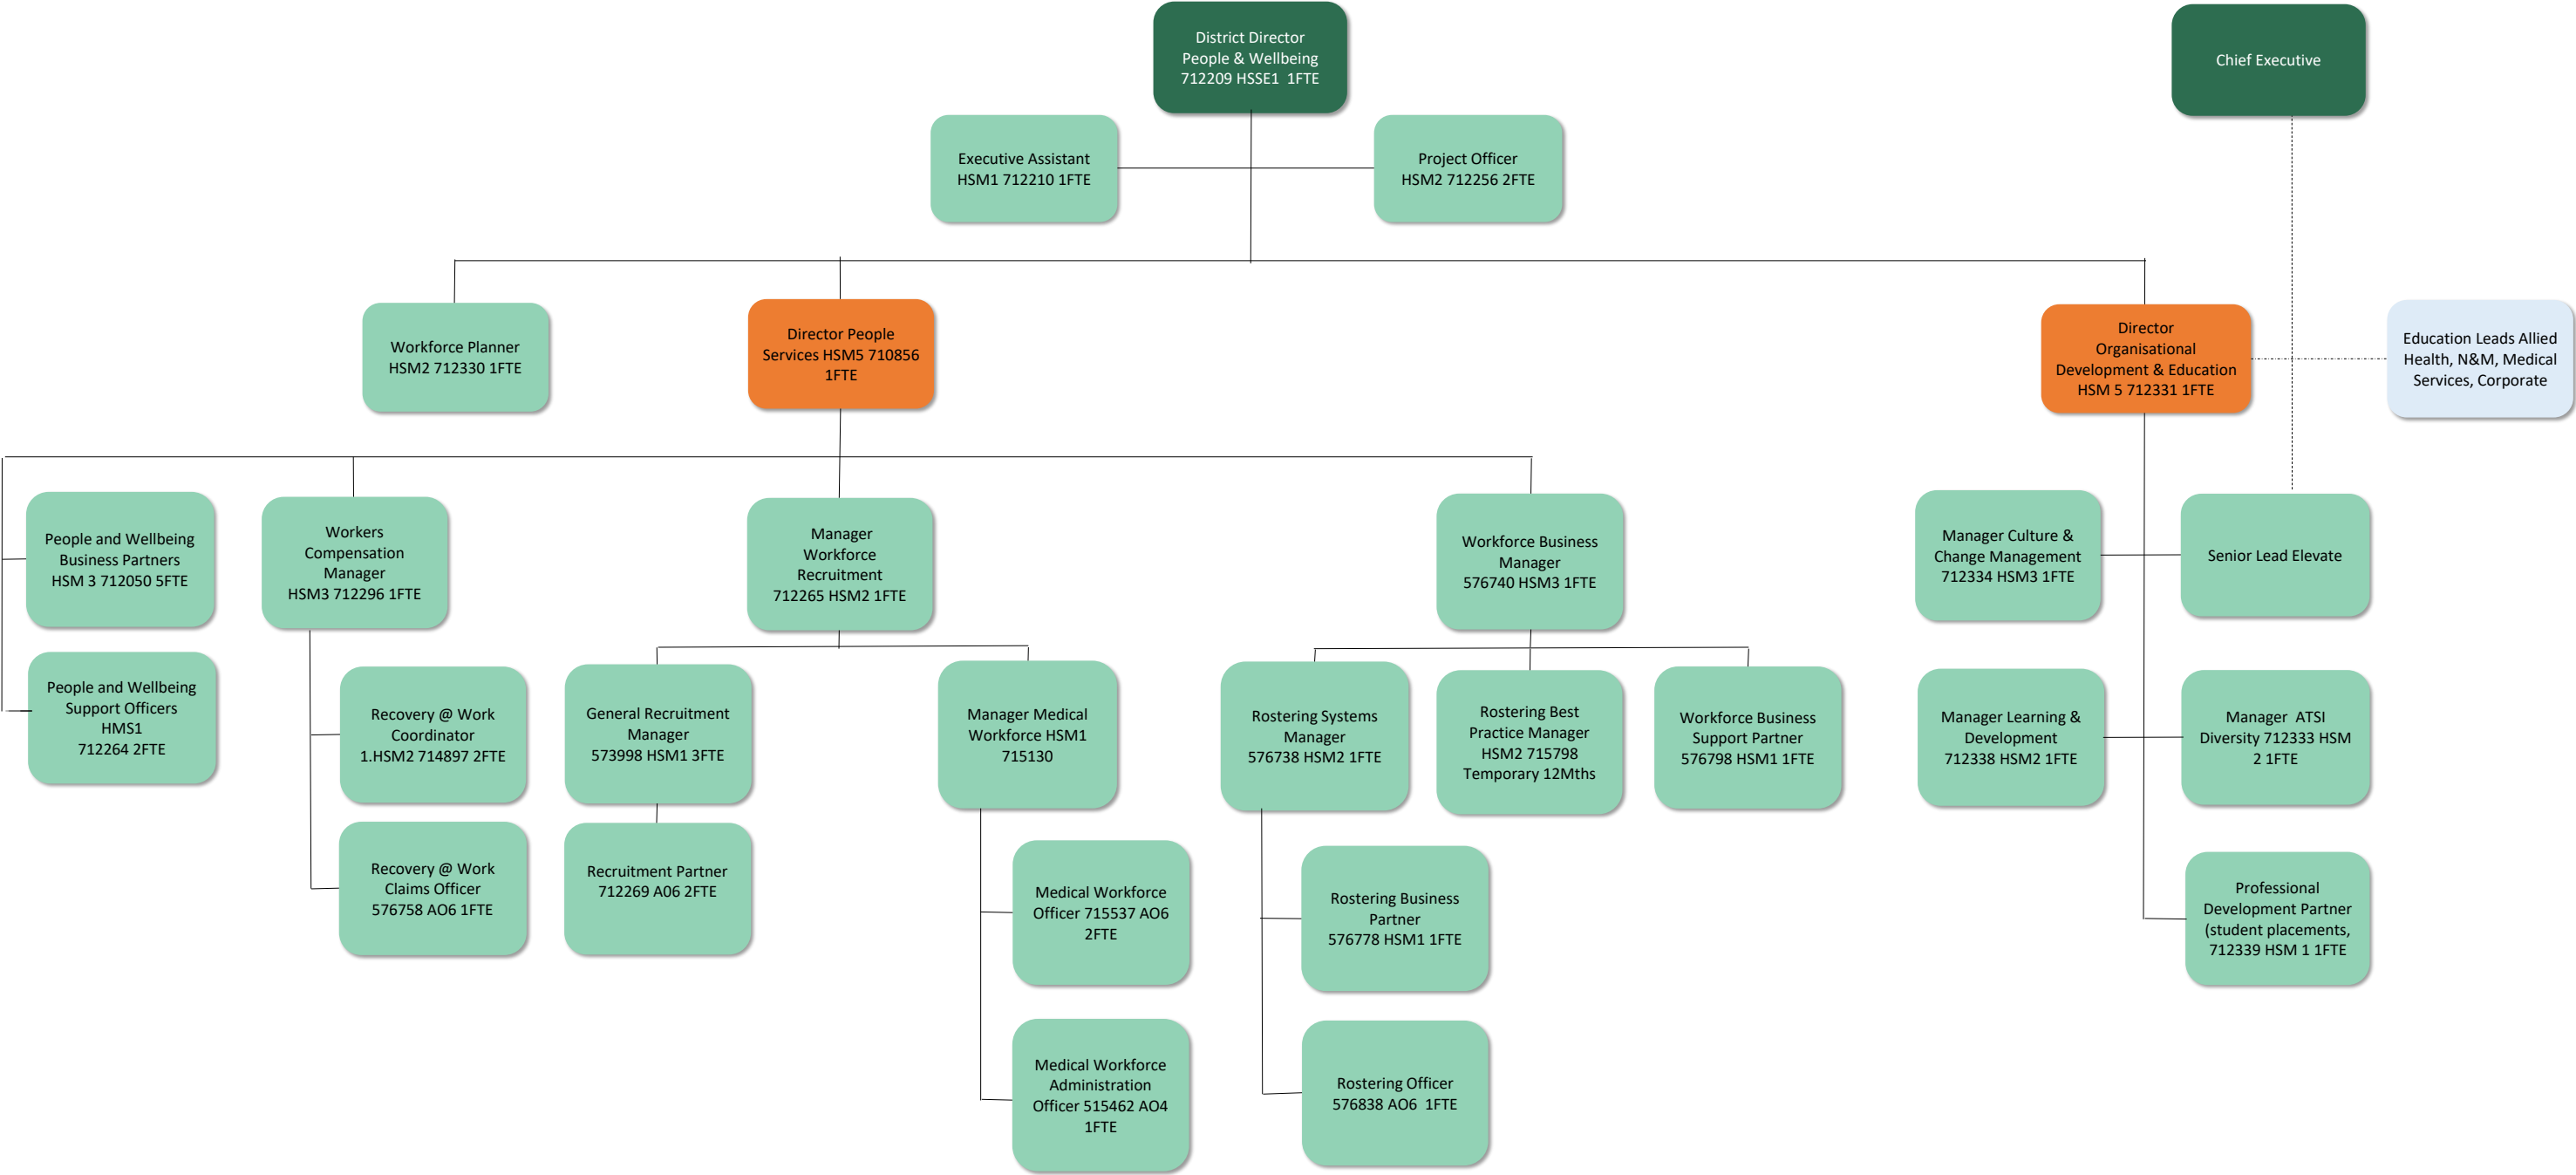 District Director
People & Wellbeing
712209 HSSE1  1FTE
Chief Executive
Executive Assistant
HSM1 712210 1FTE
Project Officer
HSM2 712256 2FTE
Workforce Planner
HSM2 712330 1FTE
Director People
Services HSM5 710856
1FTE
Director
Organisational
Development & Education
HSM 5 712331 1FTE
Education Leads Allied
Health, N&M, Medical
Services, Corporate
People and Wellbeing
Business Partners
HSM 3 712050 5FTE
Workers
Compensation
Manager
HSM3 712296 1FTE
Manager
Workforce
Recruitment
712265 HSM2 1FTE
Workforce Business
Manager
576740 HSM3 1FTE
Manager Culture &
Change Management
712334 HSM3 1FTE
Senior Lead Elevate
People and Wellbeing
Support Officers
HMS1
712264 2FTE
Recovery @ Work
Coordinator
1.HSM2 714897 2FTE
General Recruitment
Manager
573998 HSM1 3FTE
Manager Medical
Workforce HSM1
715130
Rostering Systems
Manager
576738 HSM2 1FTE
Rostering Best
Practice Manager
HSM2 715798
Temporary 12Mths
Workforce Business
Support Partner
576798 HSM1 1FTE
Manager Learning &
Development
712338 HSM2 1FTE
Manager  ATSI
Diversity 712333 HSM
2 1FTE
Recovery @ Work
Claims Officer
576758 AO6 1FTE
Recruitment Partner
712269 A06 2FTE
Medical Workforce
Officer 715537 AO6
2FTE
Rostering Business
Partner
576778 HSM1 1FTE
Professional
Development Partner
(student placements,
712339 HSM 1 1FTE
Medical Workforce
Administration
Officer 515462 AO4
1FTE
Rostering Officer
576838 AO6  1FTE